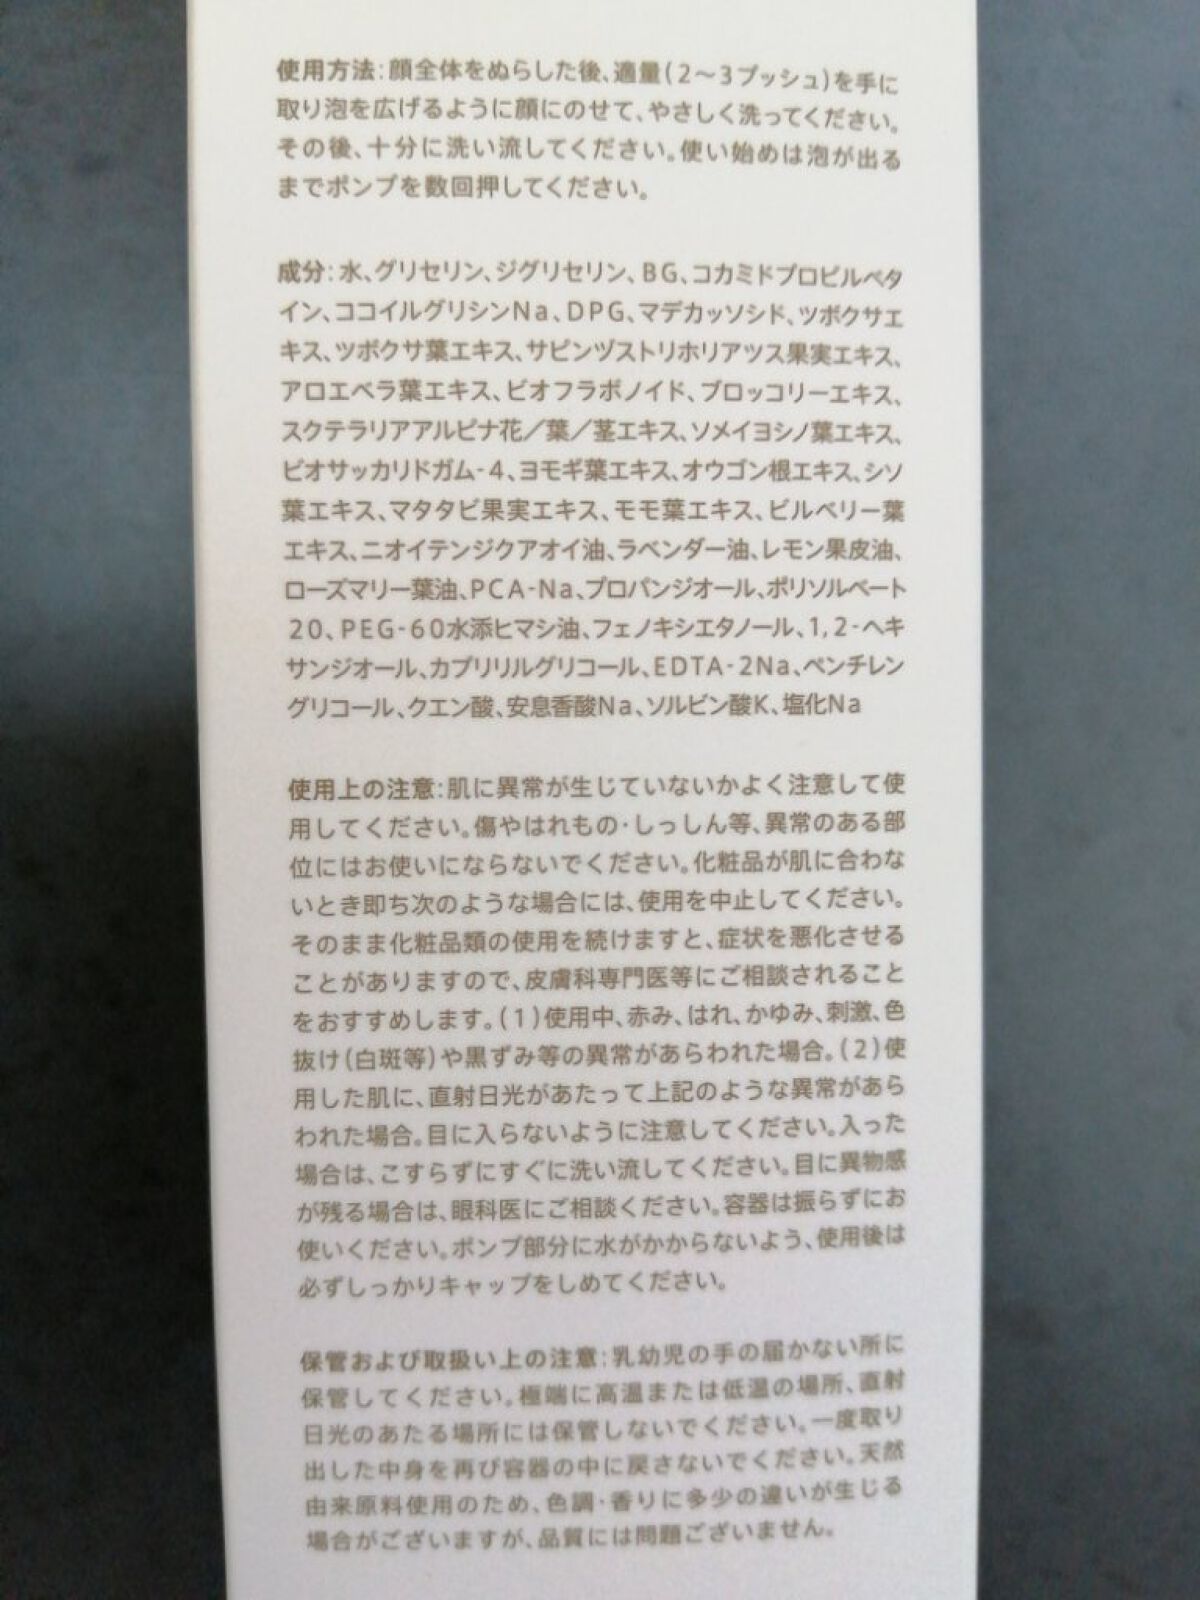 使用方法:顔全体をぬらした後、適量(2〜3プッシュ)を手に
取り泡を広げるように顔にのせて、やさしく洗ってください。
その後、十分に洗い流してください。使い始めは泡が出る
までポンプを数回押してください。
成分:水、グリセリン、ジグリセリン、BG、コカミドプロピルベタ
イン、ココイルグリシンNa、DPG、マデカッソシド、ツボクサエ
キス、ツボクサ葉エキス、サピンヅストリホリアツス果実エキス、
アロエベラ葉エキス、ビオフラボノイド、ブロッコリーエキス、
スクテラリアアルピナ花/葉/茎エキス、ソメイヨシノ葉エキス、
ビオサッカリドガム-4、ヨモギ葉エキス、オウゴン根エキス、シソ
葉エキス、マタタビ果実エキス、モモ葉エキス、ビルベリー葉
エキス、ニオイテンジクアオイ油、ラベンダー油、レモン果皮油、
ローズマリー葉油、PCA-Na、プロパンジオール、ポリソルベート
20、PEG-60水添ヒマシ油、フェノキシエタノール、1,2-ヘキ
サンジオール、カプリリルグリコール、EDTA-2Na、ペンチレン
グリコール、クエン酸、安息香酸Na、ソルビン酸K、塩化Na
使用上の注意:肌に異常が生じていないかよく注意して使
用してください。傷やはれもの・しっしん等、異常のある部
位にはお使いにならないでください。化粧品が肌に合わな
いとき即ち次のような場合には、使用を中止してください。
そのまま化粧品類の使用を続けますと、症状を悪化させる
ことがありますので、皮膚科専門医等にご相談されること
をおすすめします。(1)使用中、赤み、はれ、かゆみ、刺激、色
抜け(白斑等)や黒ずみ等の異常があらわれた場合。(2)使
用した肌に、直射日光があたって上記のような異常があら
われた場合。目に入らないように注意してください。入った
場合は、こすらずにすぐに洗い流してください。目に異物感
が残る場合は、眼科医にご相談ください。容器は振らずにお
使いください。ポンプ部分に水がかからないよう、使用後は
必ずしっかりキャップをしめてください。
保管および取扱い上の注意:乳幼児の手の届かない所に
保管してください。極端に高温または低温の場所、直射
日光のあたる場所には保管しないでください。一度取り
出した中身を再び容器の中に戻さないでください。天然
由来原料使用のため、色調・香りに多少の違いが生じる
場合がございますが、品質には問題ございません。